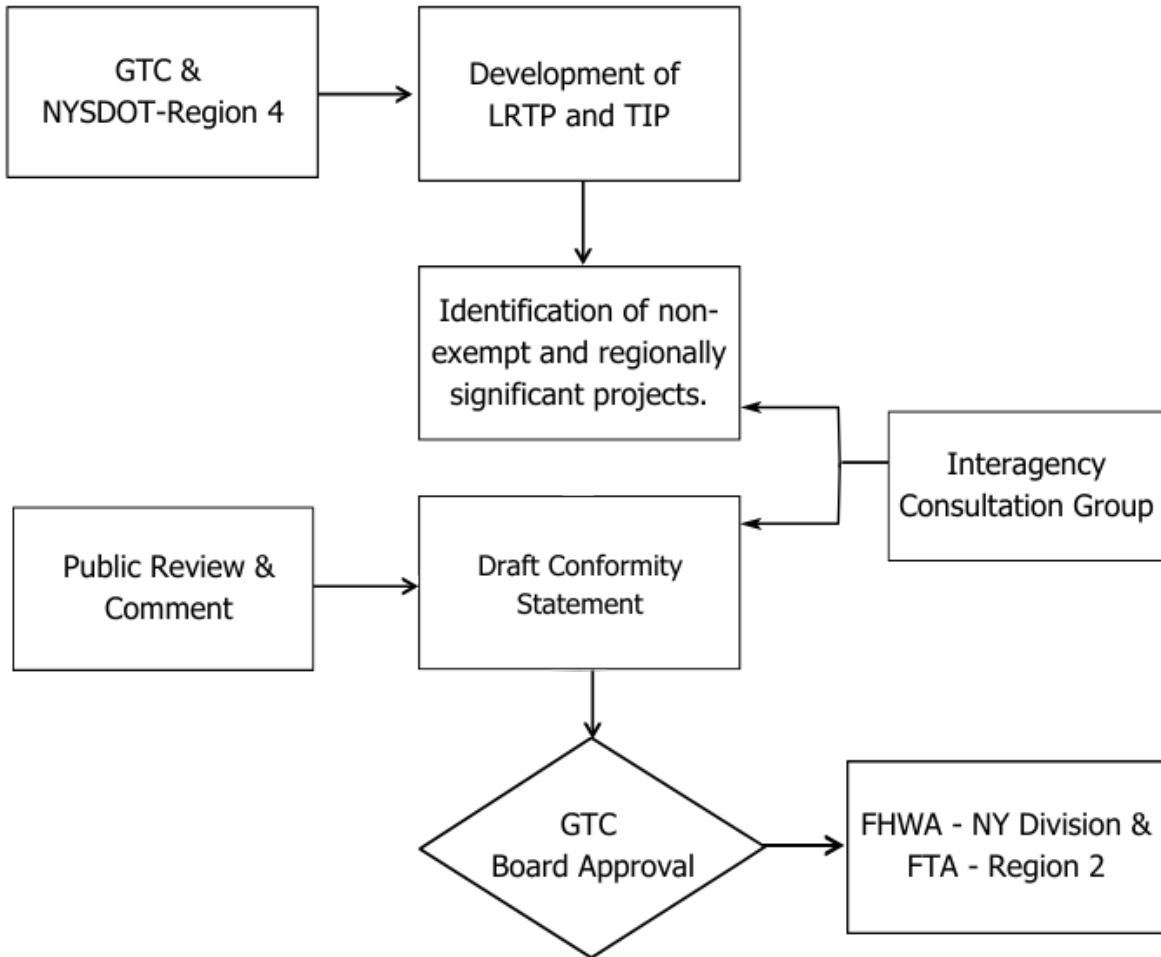 GTC &
NYSDOT-Region 4
Development of
LRTP and TIP
Identification of non-
exempt and regionally
significant projects.
Interagency
Consultation Group
Public Review &
Comment
Draft Conformity
Statement
GTC
Board Approval
FHWA - NY Division &
FTA - Region 2